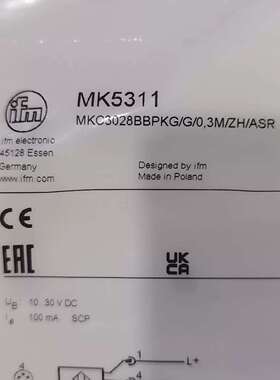 ifm
MK5311
MKC3028BBPKG/G/0,3M/ZH/ASR
ifm electronic
45128 Essen
Germany
www.ifm.com
Designed by ifm
Made in Poland
CE
EAC
UK
CA
UB 10..30 V DC
Ie 100 mA SCP
4
1
L+